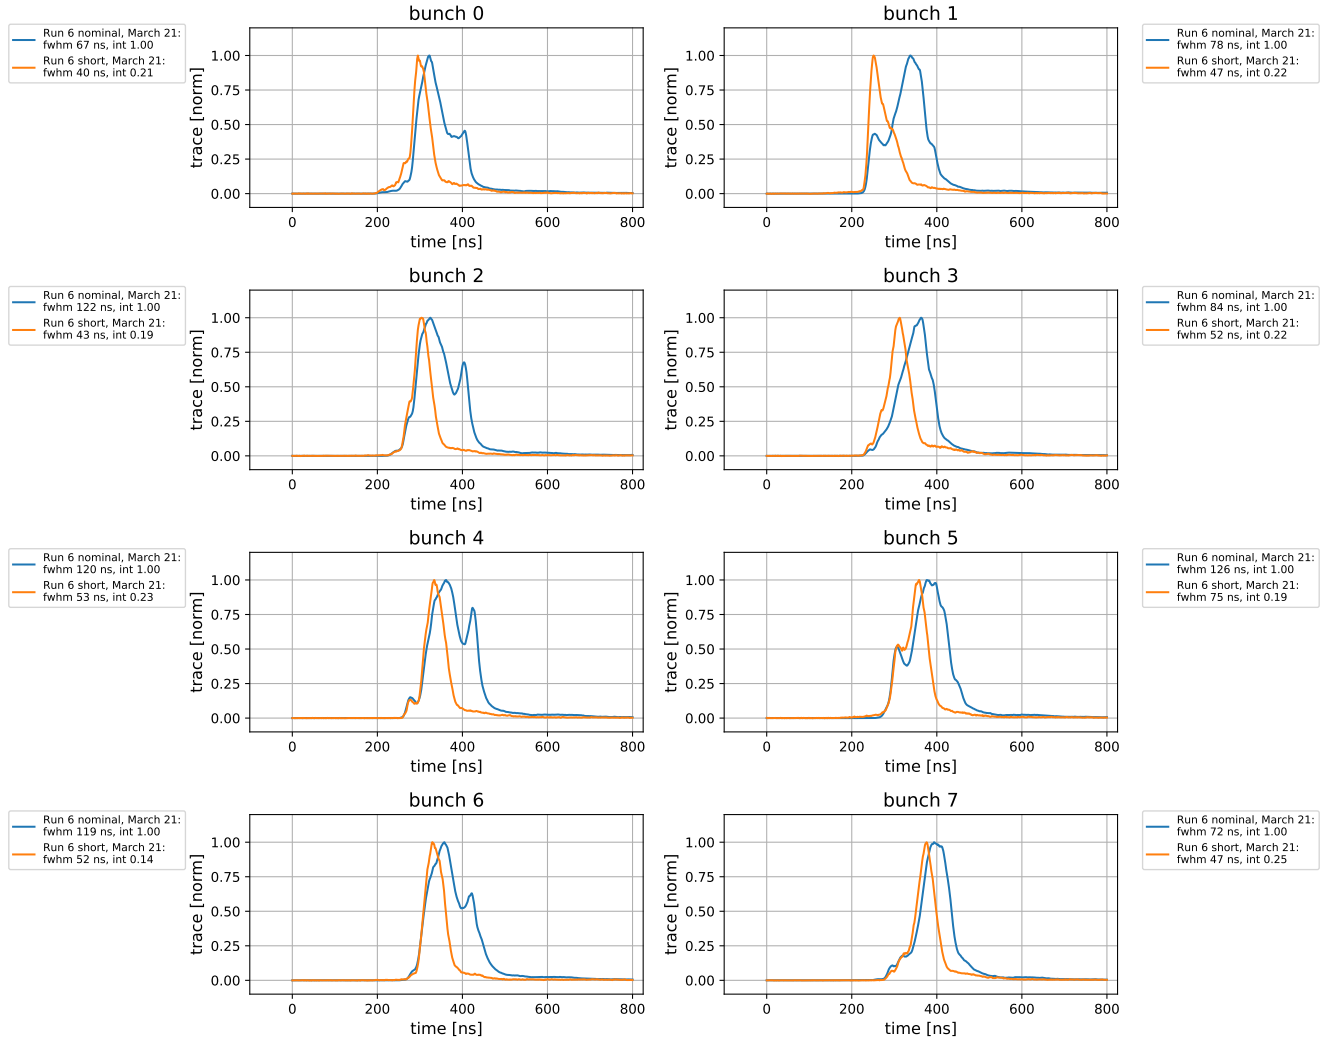 bunch 0
Run 6 nominal, March 21:
fwhm 67 ns, int 1.00
Run 6 short, March 21:
fwhm 40 ns, int 0.21
trace [norm]
1.00
0.75
0.50
0.25
0.00
0 200 400 600 800
time [ns]
bunch 1
Run 6 nominal, March 21:
fwhm 78 ns, int 1.00
Run 6 short, March 21:
fwhm 47 ns, int 0.22
trace [norm]
1.00
0.75
0.50
0.25
0.00
0 200 400 600 800
time [ns]
bunch 2
Run 6 nominal, March 21:
fwhm 122 ns, int 1.00
Run 6 short, March 21:
fwhm 43 ns, int 0.19
trace [norm]
1.00
0.75
0.50
0.25
0.00
0 200 400 600 800
time [ns]
bunch 3
Run 6 nominal, March 21:
fwhm 84 ns, int 1.00
Run 6 short, March 21:
fwhm 52 ns, int 0.22
trace [norm]
1.00
0.75
0.50
0.25
0.00
0 200 400 600 800
time [ns]
bunch 4
Run 6 nominal, March 21:
fwhm 120 ns, int 1.00
Run 6 short, March 21:
fwhm 53 ns, int 0.23
trace [norm]
1.00
0.75
0.50
0.25
0.00
0 200 400 600 800
time [ns]
bunch 5
Run 6 nominal, March 21:
fwhm 126 ns, int 1.00
Run 6 short, March 21:
fwhm 75 ns, int 0.19
trace [norm]
1.00
0.75
0.50
0.25
0.00
0 200 400 600 800
time [ns]
bunch 6
Run 6 nominal, March 21:
fwhm 119 ns, int 1.00
Run 6 short, March 21:
fwhm 52 ns, int 0.14
trace [norm]
1.00
0.75
0.50
0.25
0.00
0 200 400 600 800
time [ns]
bunch 7
Run 6 nominal, March 21:
fwhm 72 ns, int 1.00
Run 6 short, March 21:
fwhm 47 ns, int 0.25
trace [norm]
1.00
0.75
0.50
0.25
0.00
0 200 400 600 800
time [ns]